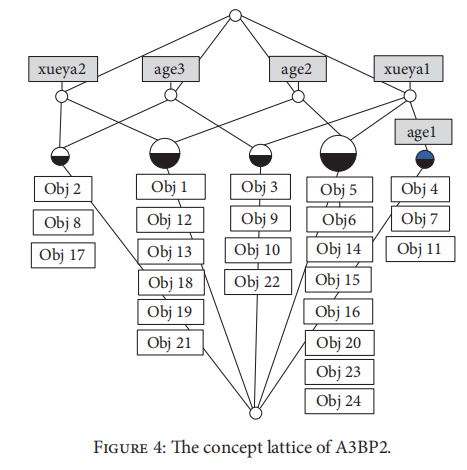 xueya2 age3 age2 xueya1
age1
Obj 2 Obj 1 Obj 3 Obj 5 Obj 4
Obj 8 Obj 12 Obj 9 Obj6 Obj 7
Obj 17 Obj 13 Obj 10 Obj 14 Obj 11
Obj 18 Obj 22 Obj 15
Obj 19 Obj 16
Obj 21 Obj 20
Obj 23
Obj 24
FIGURE 4: The concept lattice of A3BP2.